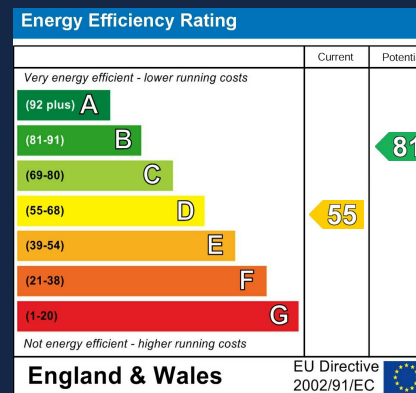 Energy Efficiency Rating
Current Potenti
Very energy efficient - lower running costs
(92 plus) A
(81-91) B
81
(69-80) C
(55-68) D
55
(39-54) E
(21-38) F
(1-20) G
Not energy efficient - higher running costs
England & Wales
EU Directive
2002/91/EC